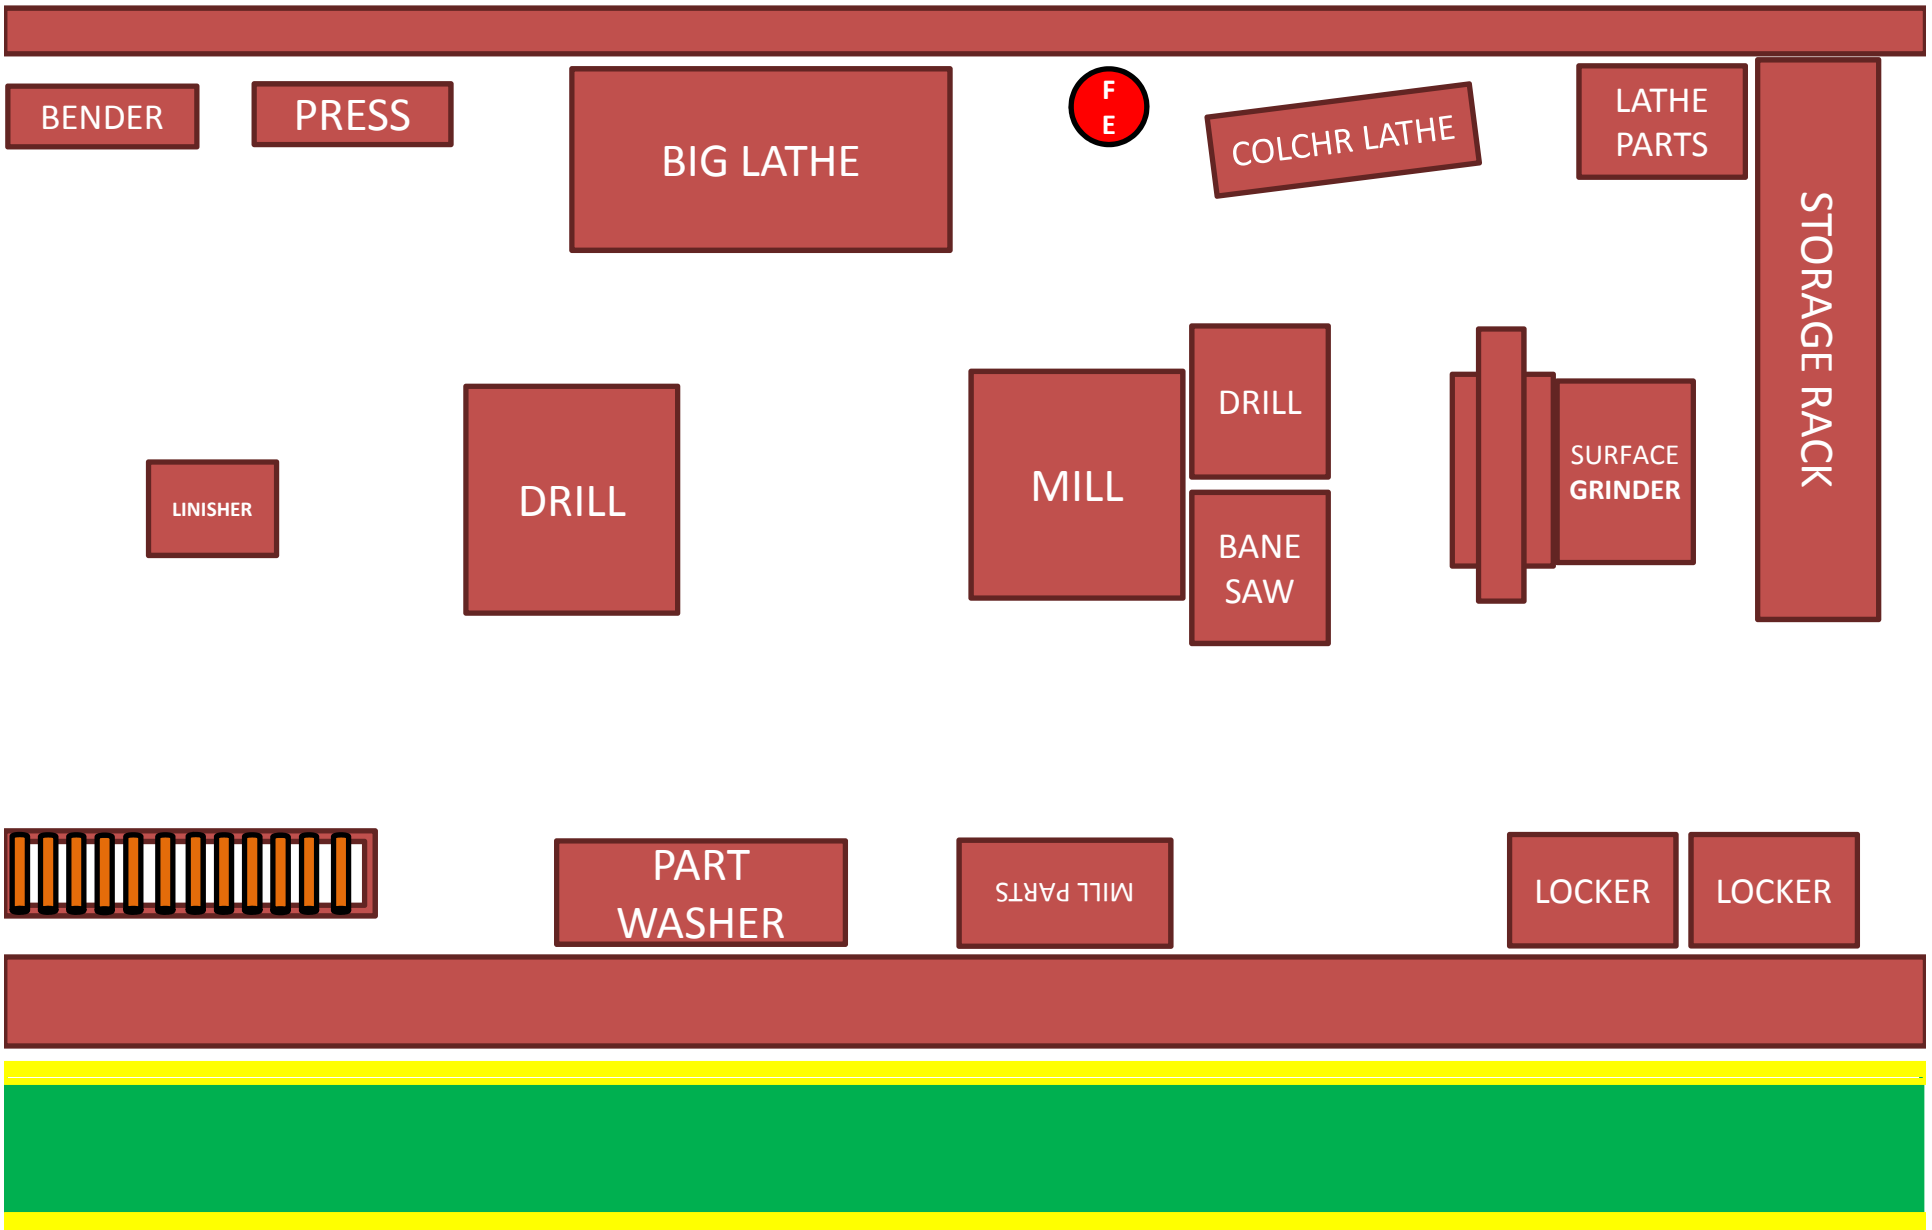 BENDER
PRESS
BIG LATHE
F
E
COLCHR LATHE
LATHE
PARTS
STORAGE RACK
LINISHER
DRILL
MILL
DRILL
BANE
SAW
SURFACE
GRINDER
PART
WASHER
MILL PARTS
LOCKER
LOCKER